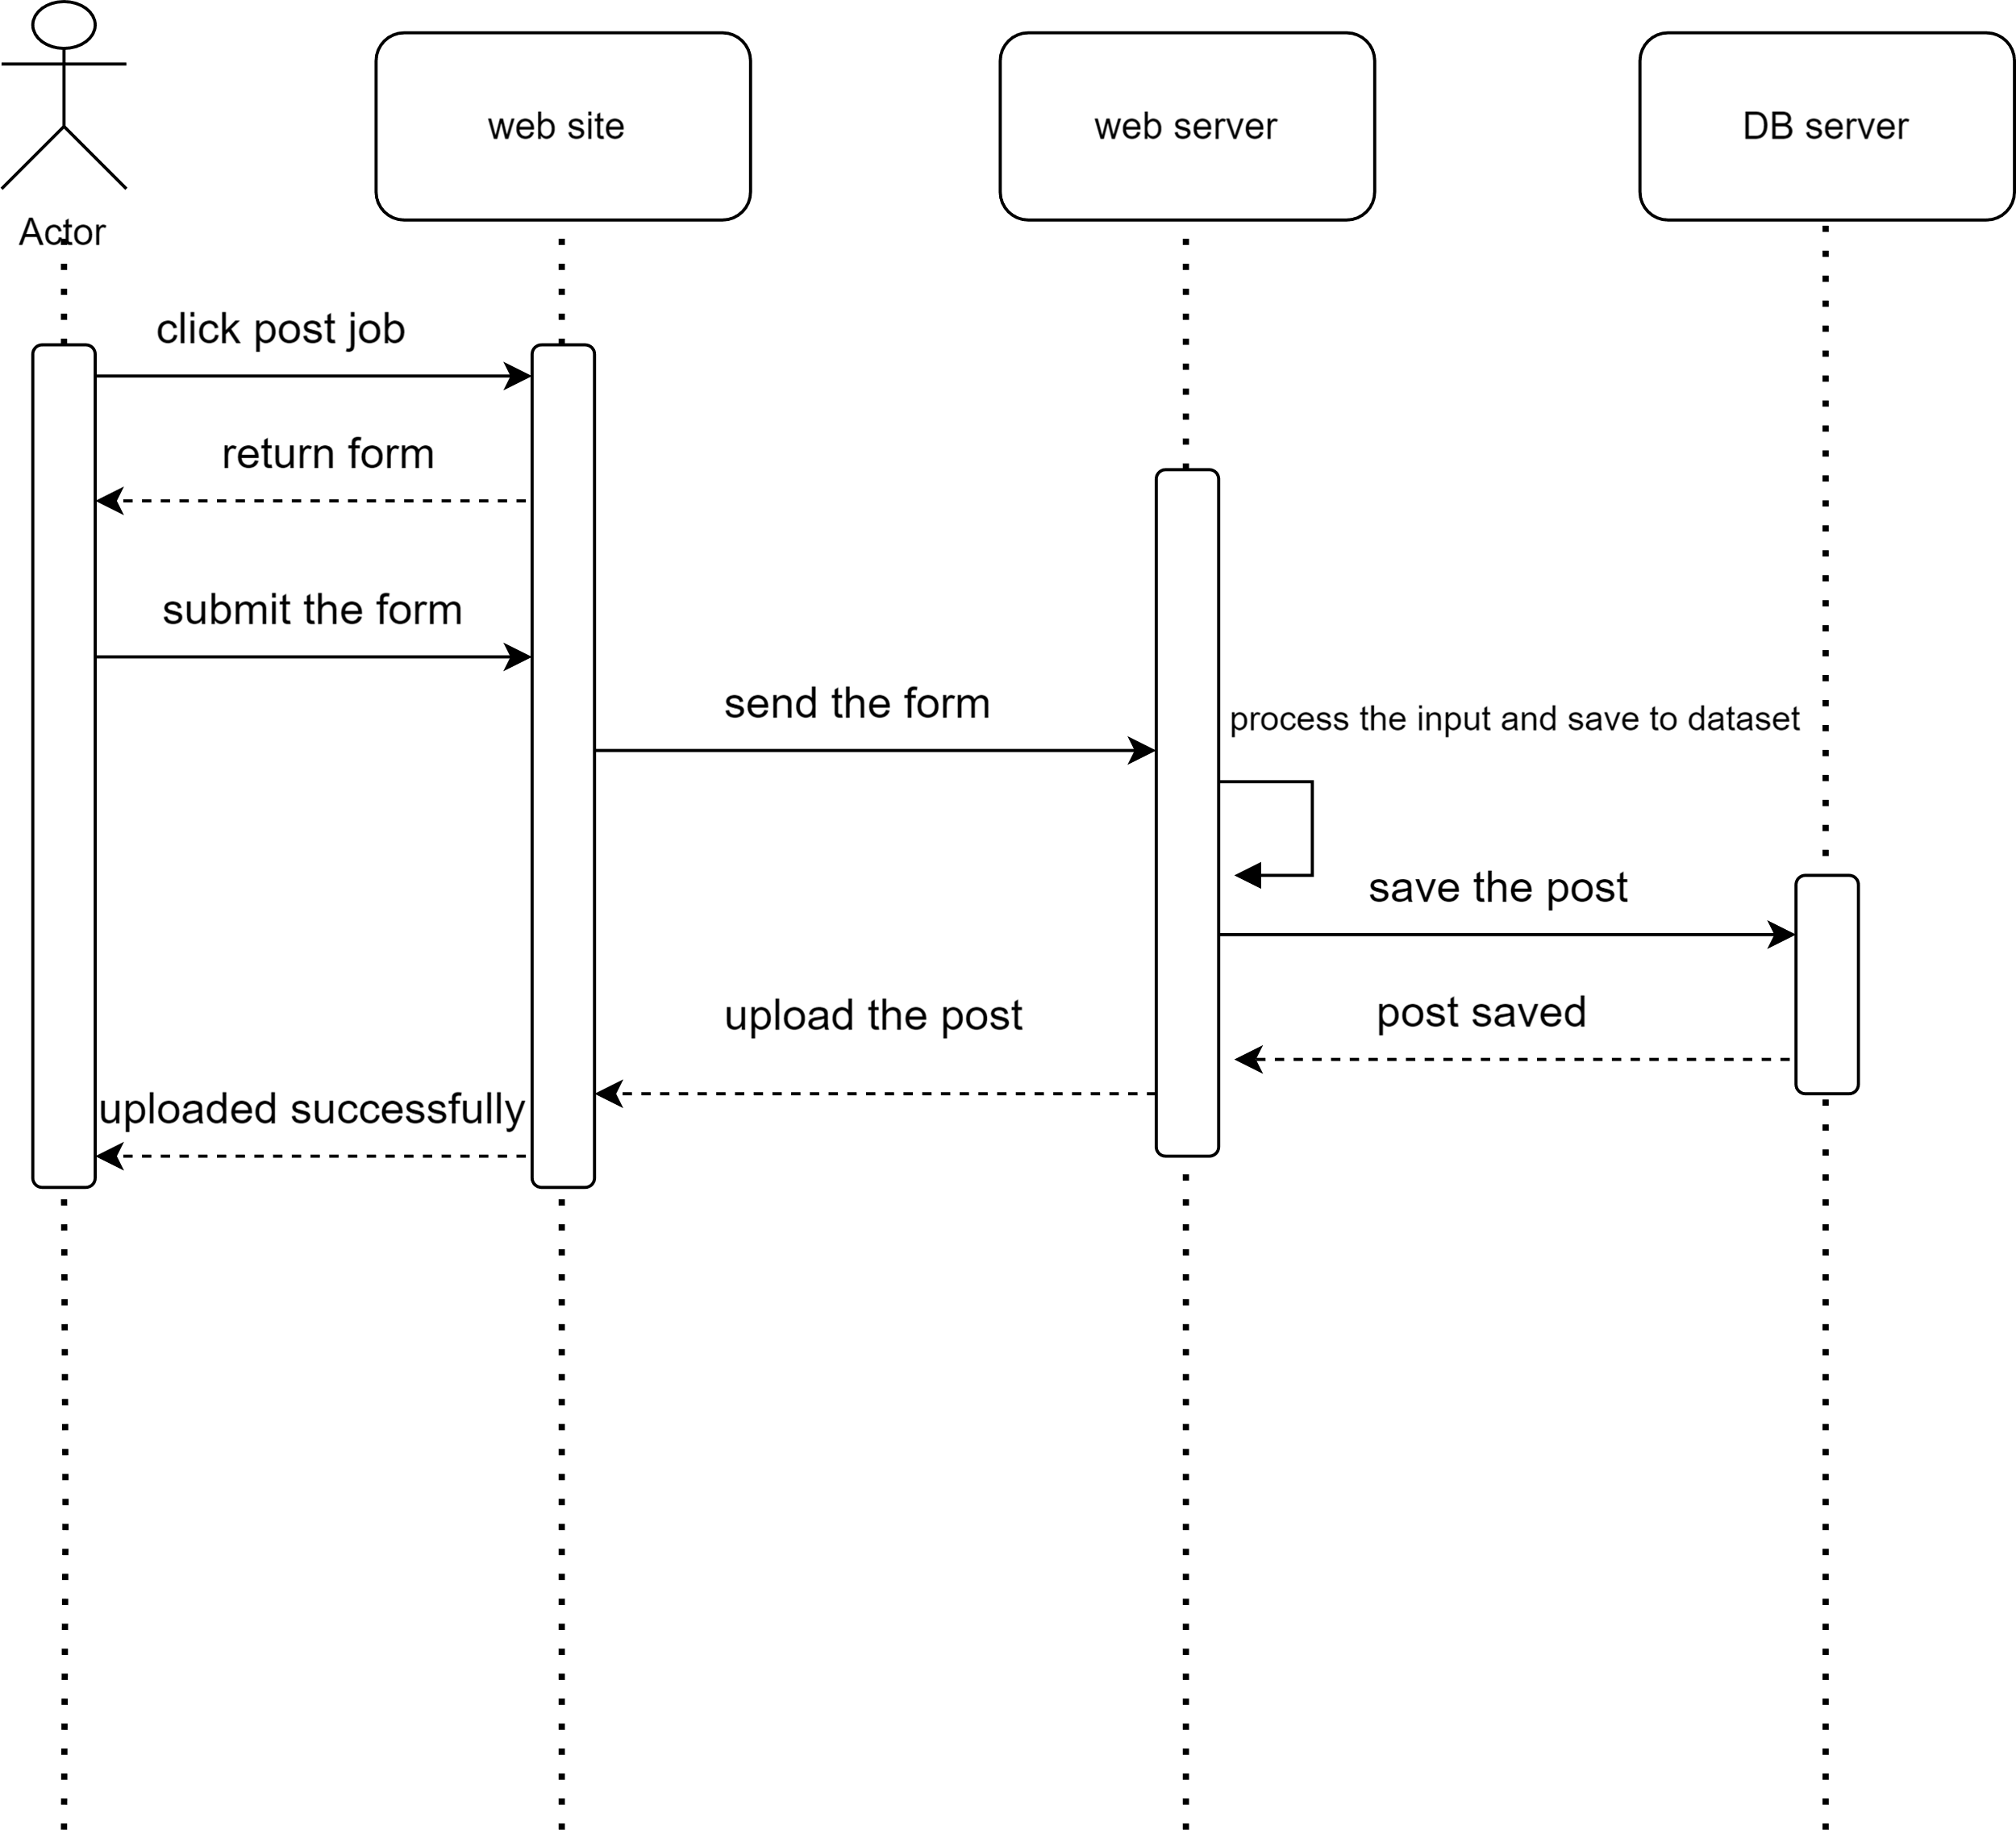 Actor
web site
web server
DB server
click post job
return form
submit the form
send the form
process the input and save to dataset
save the post
post saved
upload the post
uploaded successfully